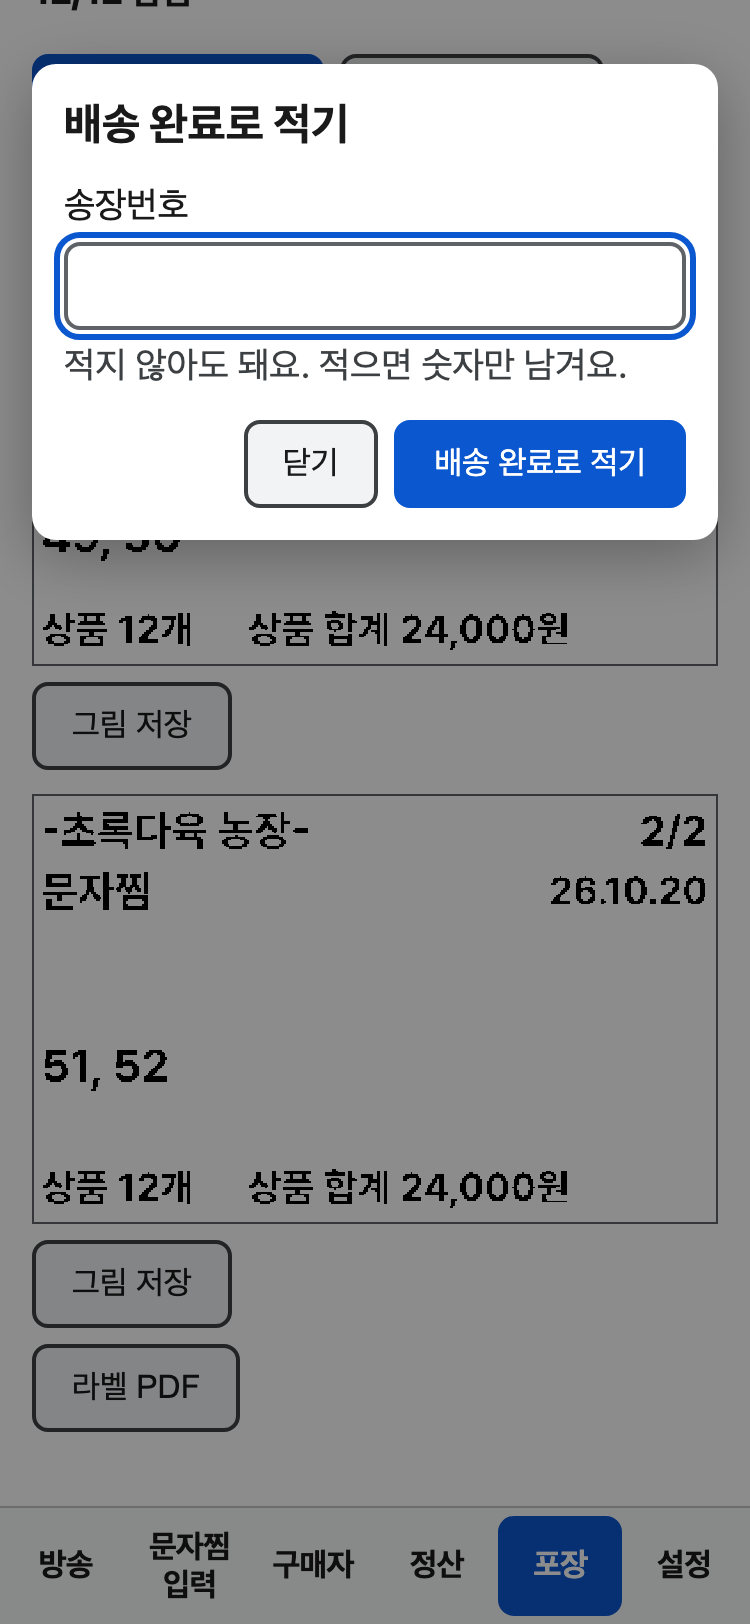 배송 완료로 적기
송장번호
적지 않아도 돼요. 적으면 숫자만 남겨요.
닫기
배송 완료로 적기
상품 12개 상품 합계 24,000원
그림 저장
-초록다육 농장- 2/2
문자찜 26.10.20
51, 52
상품 12개 상품 합계 24,000원
그림 저장
라벨 PDF
방송
문자찜
입력
구매자
정산
포장
설정